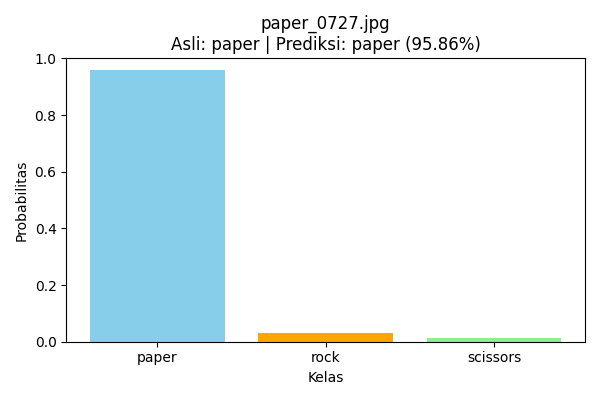 paper_0727.jpg
Asli: paper | Prediksi: paper (95.86%)
1.0
0.8
0.6
0.4
0.2
0.0
Probabilitas
paper rock scissors
Kelas